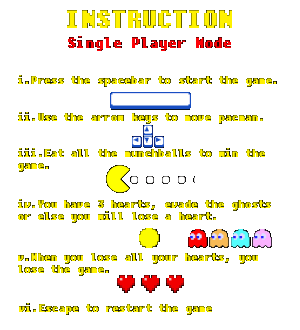 INSTRUCTION
Single Player Mode
i.Press the spacebar to start the game.
ii.Use the arrow keys to move pacman.
iii.Eat all the munchballs to win the
game.
iv.You have 3 hearts, evade the ghosts
or else you will lose a heart.
v.When you lose all your hearts, you
lose the game.
vi.Escape to restart the game